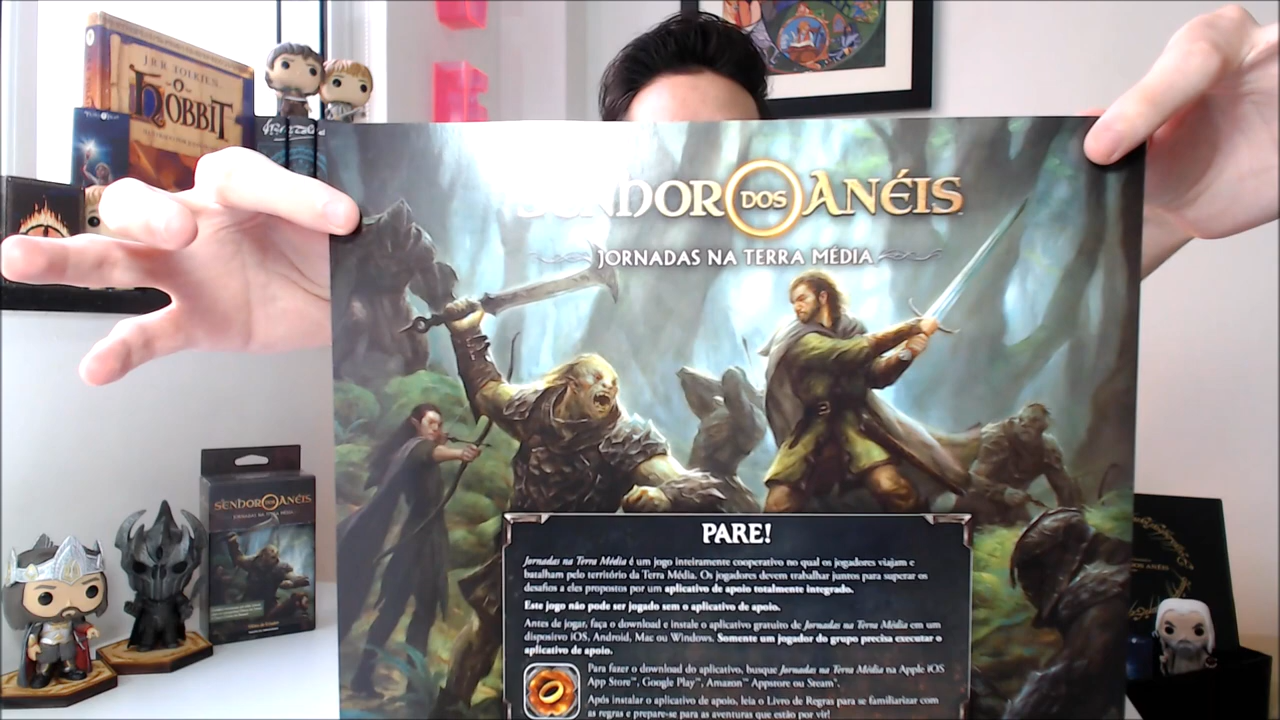 J.R.R. TOLKIEN
O
HOBBIT
SENHOR DOS ANÉIS
JORNADAS NA TERRA MÉDIA
PARE!
Jornadas na Terra Média é um jogo inteiramente cooperativo no qual os jogadores viajam e
batalham pelo território da Terra Média. Os jogadores devem trabalhar juntos para superar os
desafios a eles propostos por um aplicativo de apoio totalmente integrado.
Este jogo não pode ser jogado sem o aplicativo de apoio.
Antes de jogar, faça o download e instale o aplicativo gratuito de Jornadas na Terra Média em um
dispositivo iOS, Android, Mac ou Windows. Somente um jogador do grupo precisa executar o
aplicativo de apoio.
Para fazer o download do aplicativo, busque Jornadas na Terra Média na Apple iOS
App Store™, Google Play™, Amazon™ Appstore ou Steam®.
Após instalar o aplicativo de apoio, leia o Livro de Regras para se familiarizar com
as regras e prepare-se para as aventuras que estão por vir!
SENHOR DOS ANÉIS
JORNADAS NA TERRA MÉDIA
DOS ANÉIS